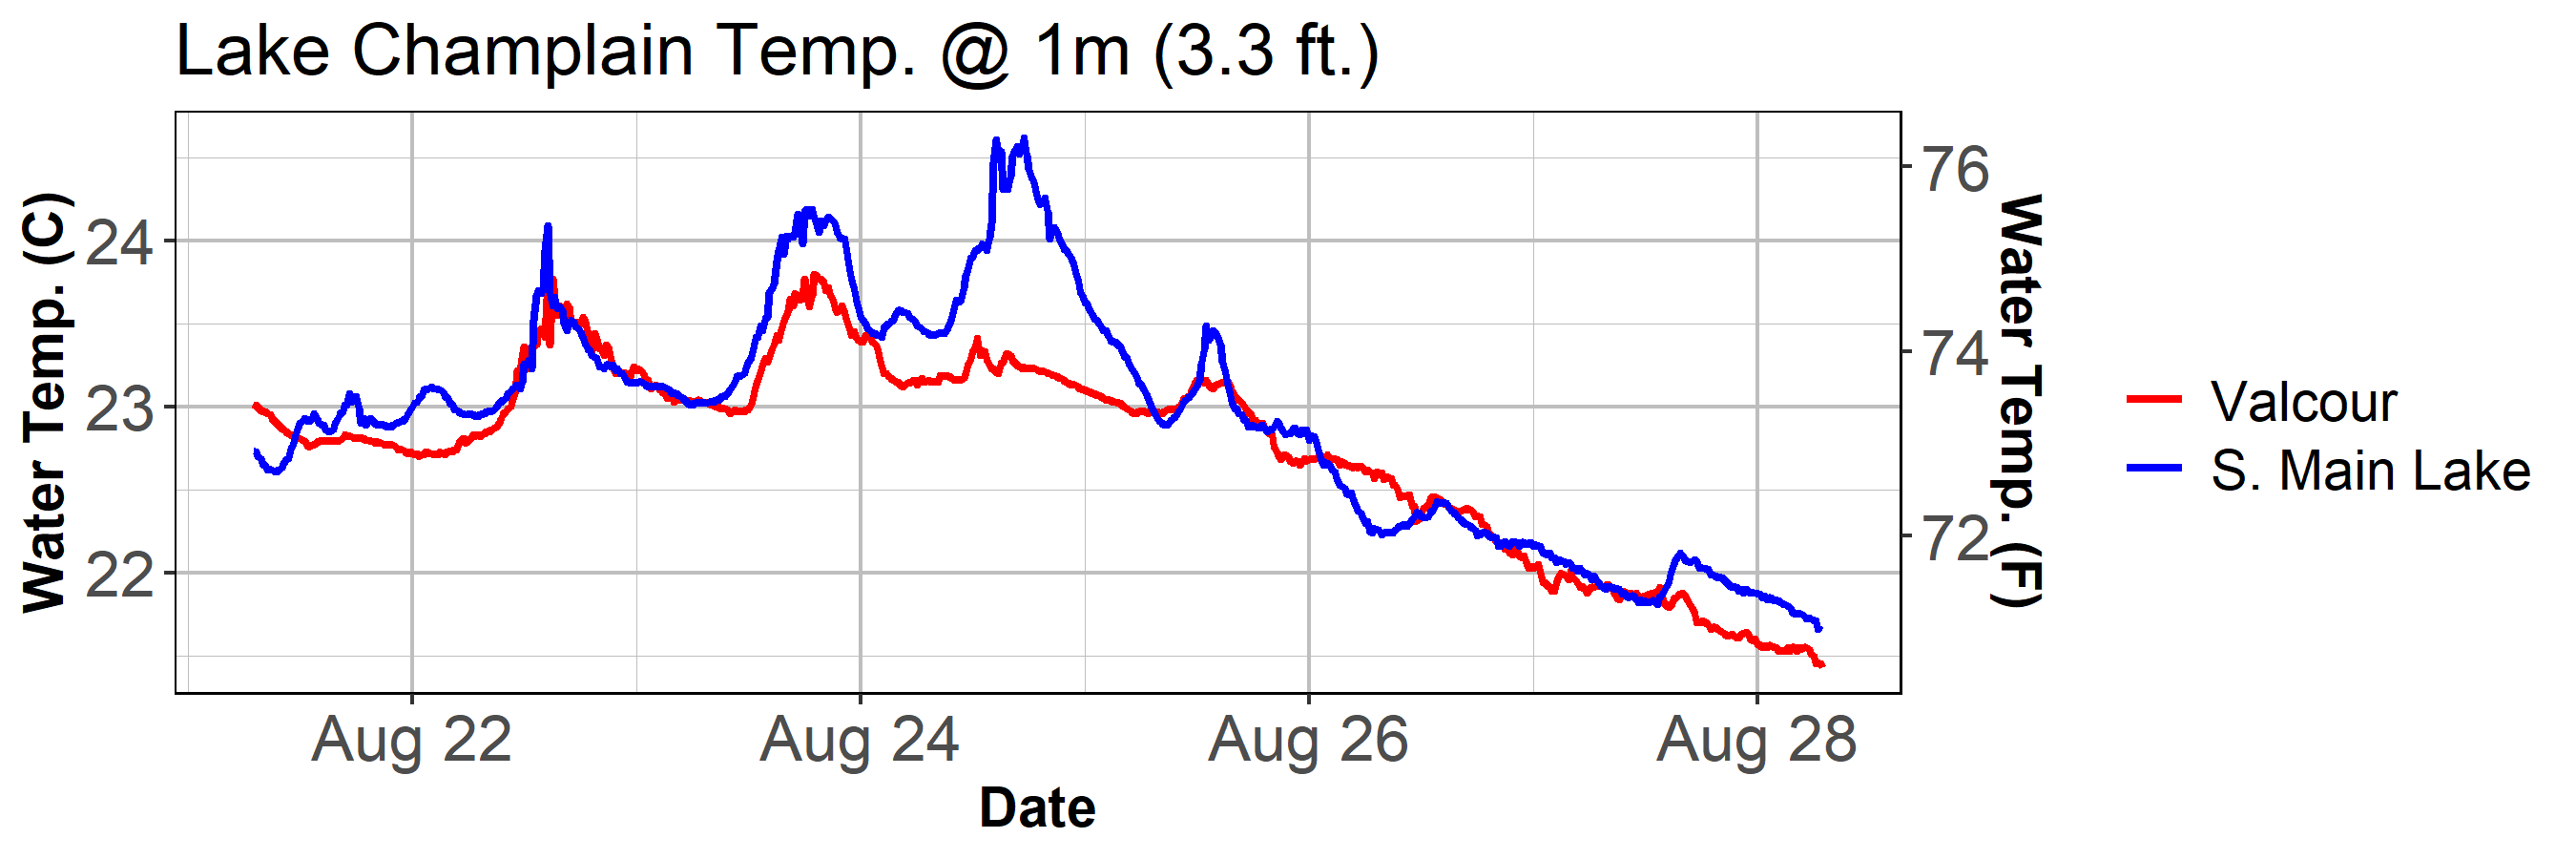 Lake Champlain Temp. @ 1m (3.3 ft.)
Water Temp. (C)
24
23
22
76
74
72
Water Temp. (F)
Aug 22
Aug 24
Aug 26
Aug 28
Date
Valcour
S. Main Lake